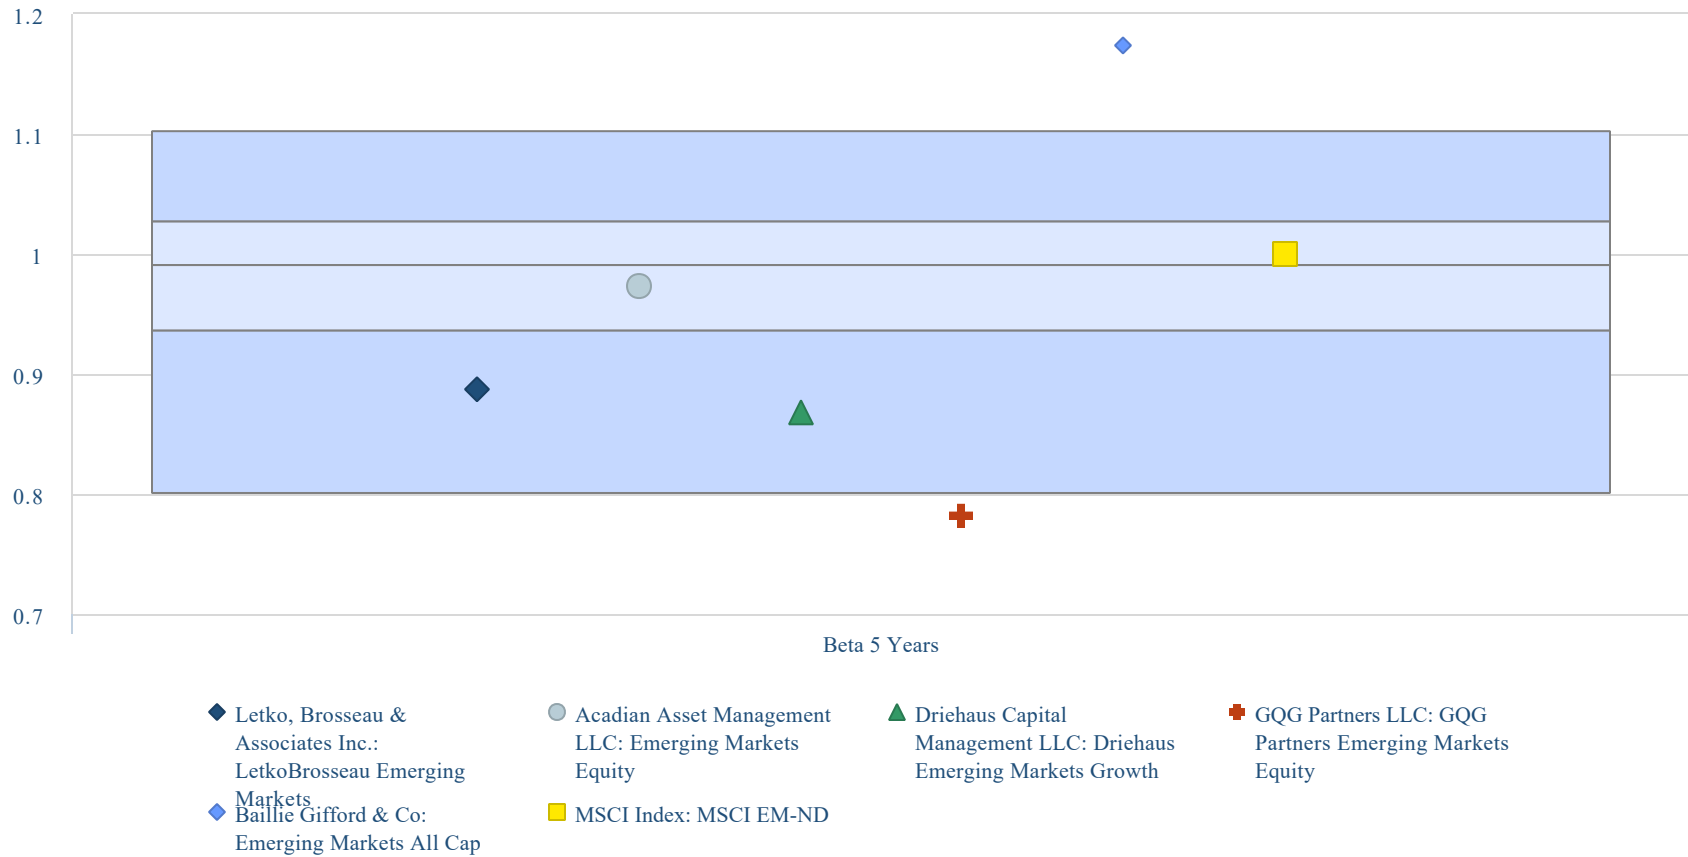 1.2
1.1
1
0.9
0.8
0.7
Beta 5 Years
Letko, Brosseau &
Associates Inc.:
LetkoBrosseau Emerging
Markets
Acadian Asset Management
LLC: Emerging Markets
Equity
Driehaus Capital
Management LLC: Driehaus
Emerging Markets Growth
GQG Partners LLC: GQG
Partners Emerging Markets
Equity
Baillie Gifford & Co:
Emerging Markets All Cap
MSCI Index: MSCI EM-ND